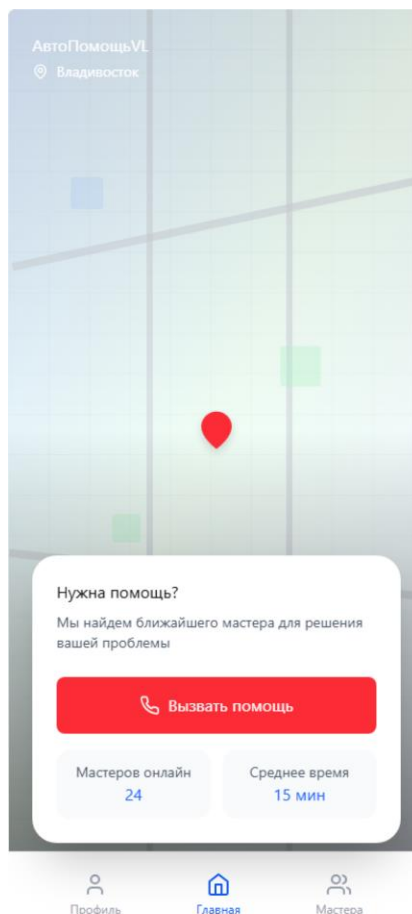 АвтоПомощьVL
Владивосток
Нужна помощь?
Мы найдем ближайшего мастера для решения
вашей проблемы
Вызвать помощь
Мастеров онлайн
24
Среднее время
15 мин
Профиль
Главная
Мастера